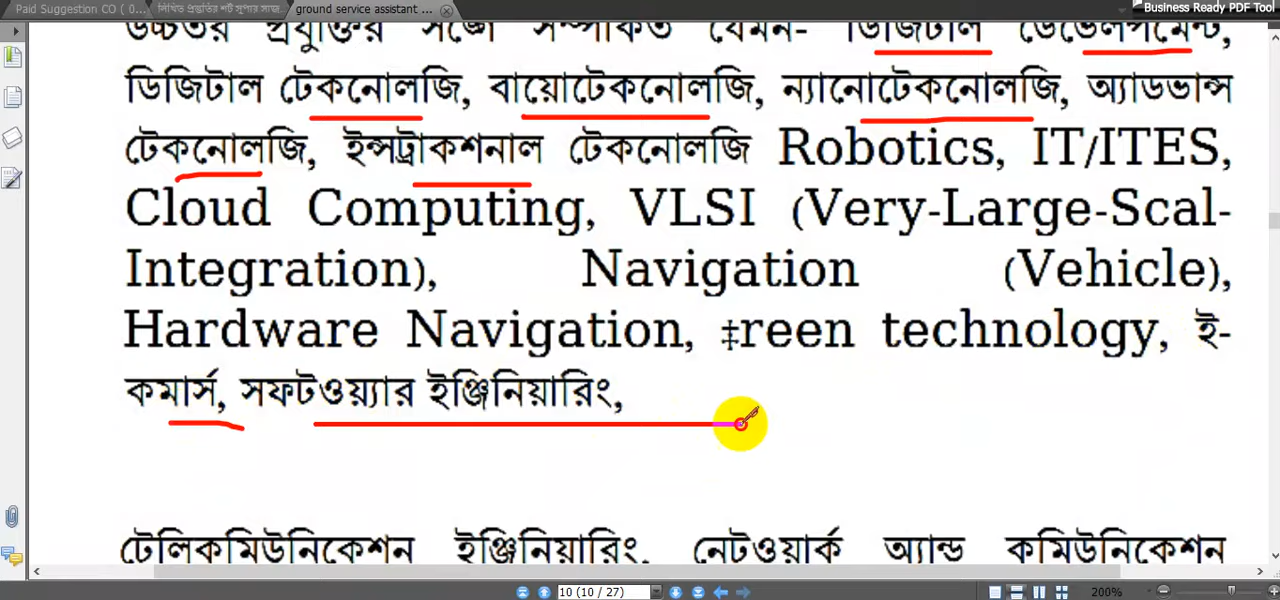 Paid Suggestion CO ( 0...
ground service assistant ...
Business Ready PDF Tool
উচ্চতর প্রযুক্তির সঙ্গে সম্পর্কিত যেমন- ডিজিটাল ডেভেলপমেন্ট,
ডিজিটাল টেকনোলজি, বায়োটেকনোলজি, ন্যানোটেকনোলজি, অ্যাডভান্স
টেকনোলজি, ইন্সট্রাকশনাল টেকনোলজি Robotics, IT/ITES,
Cloud Computing, VLSI (Very-Large-Scal-
Integration), Navigation (Vehicle),
Hardware Navigation, ‡reen technology, ই-
কমার্স, সফটওয়্যার ইঞ্জিনিয়ারিং,
টেলিকমিউনিকেশন ইঞ্জিনিয়ারিং, নেটওয়ার্ক অ্যান্ড কমিউনিকেশন
10 (10 / 27)
200%